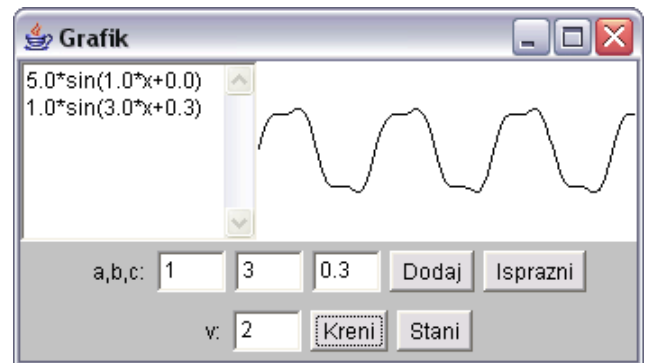 Grafik
5.0*sin(1.0*x+0.0)
1.0*sin(3.0*x+0.3)
a,b,c: 1 3 0.3 Dodaj Isprazni
v: 2 Kreni Stani